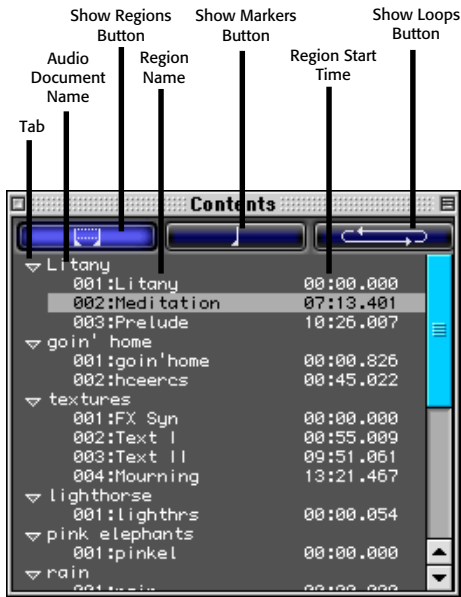 Show Regions
Button
Show Markers
Button
Show Loops
Button
Audio
Document
Name
Region
Name
Region Start
Time
Tab
Contents
Litany
001:Litany 00:00.000
002:Meditation 07:13.401
003:Prelude 10:26.007
goin' home
001:goin'home 00:00.826
002:hceercs 00:45.022
textures
001:FX Syn 00:00.000
002:Text I 00:55.009
003:Text II 09:51.061
004:Mourning 13:21.467
lighthorse
001:lighthrs 00:00.054
pink elephants
001:pinkel 00:00.000
rain